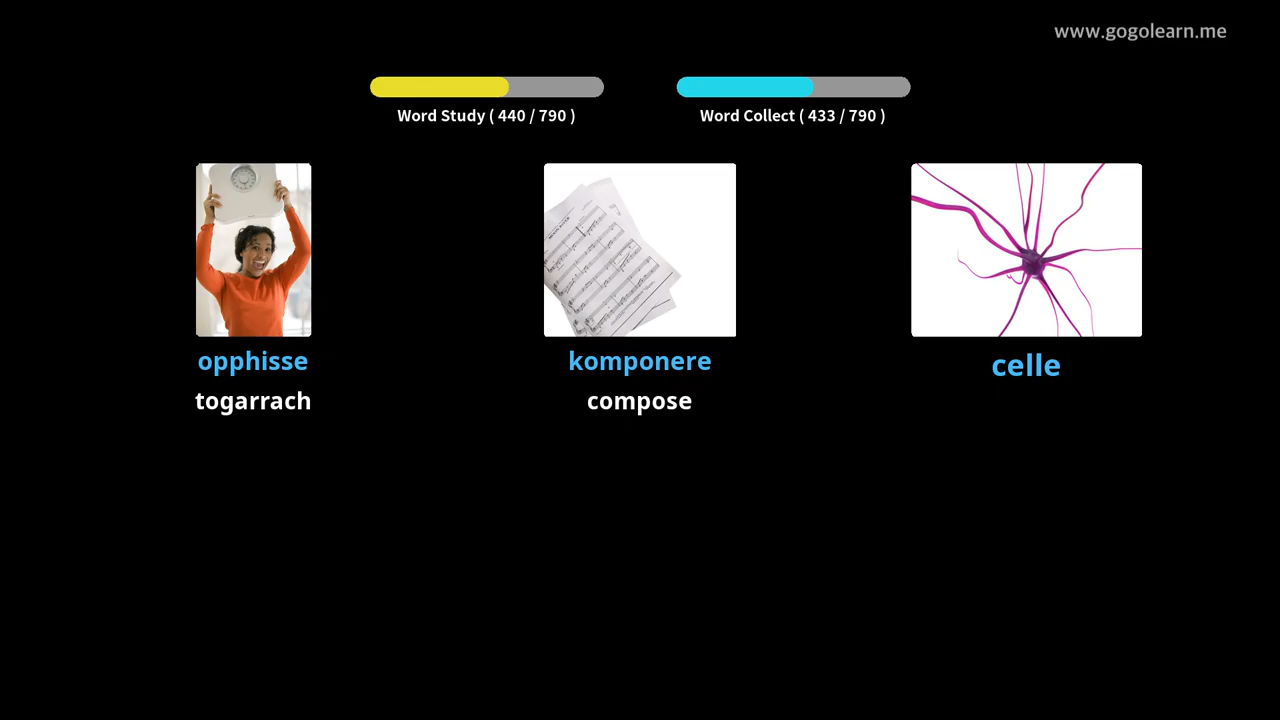 www.gogolearn.me
Word Study ( 440 / 790 )
Word Collect ( 433 / 790 )
opphisse
komponere
celle
togarrach
compose